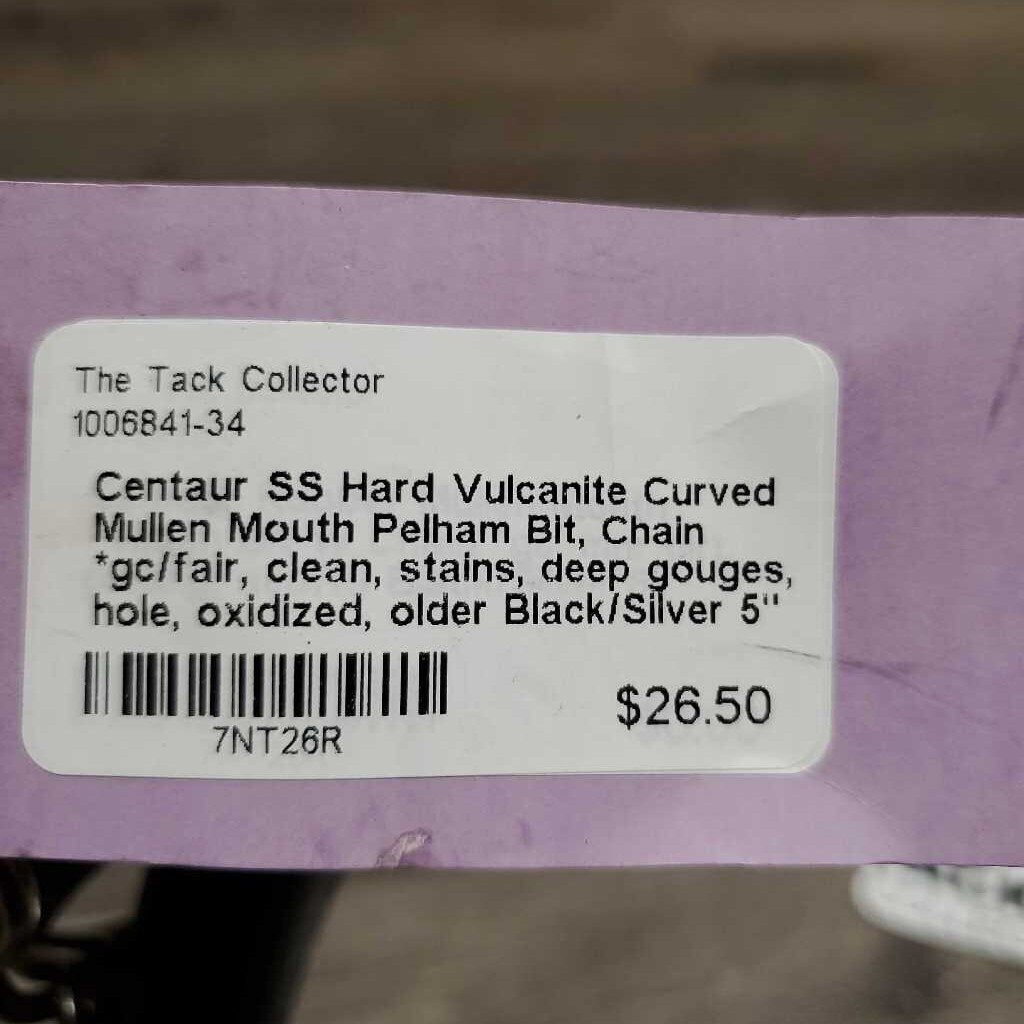 The Tack Collector
1006841-34
Centaur SS Hard Vulcanite Curved
Mullen Mouth Pelham Bit, Chain
*gc/fair, clean, stains, deep gouges,
hole, oxidized, older Black/Silver 5"
7NT26R
$26.50